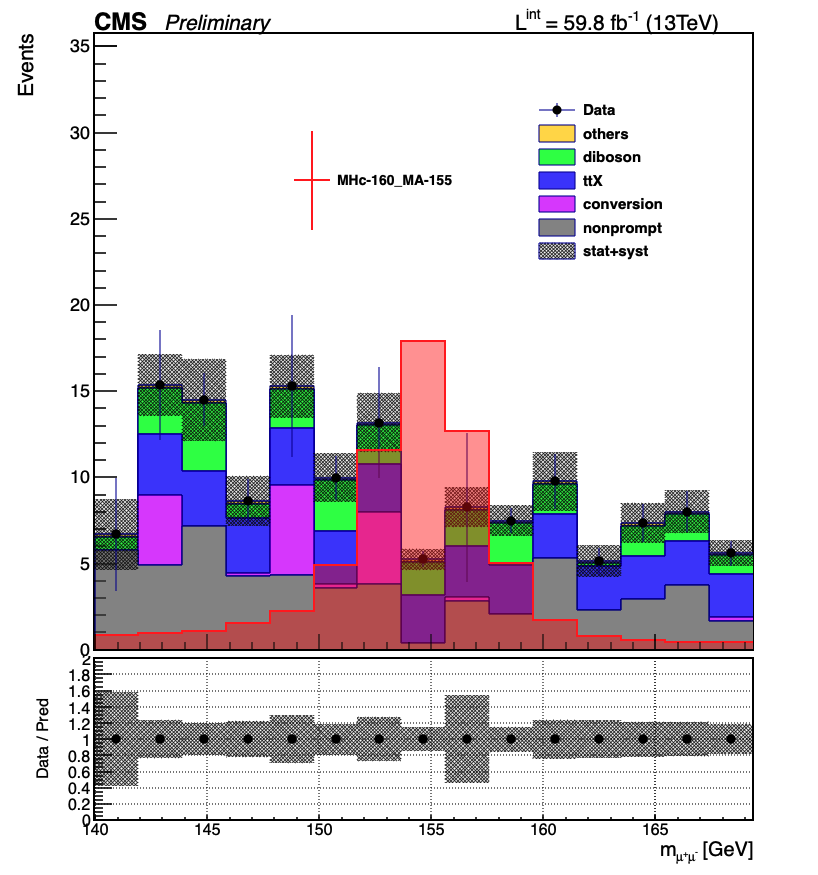 CMS Preliminary L^int = 59.8 fb^-1 (13TeV)
Events
35
30
25
20
15
10
5
0
Data
others
diboson
ttX
conversion
nonprompt
stat+syst
MHc-160_MA-155
Data / Pred
2
1.8
1.6
1.4
1.2
1
0.8
0.6
0.4
0.2
0
140 145 150 155 160 165
m_μ+μ- [GeV]